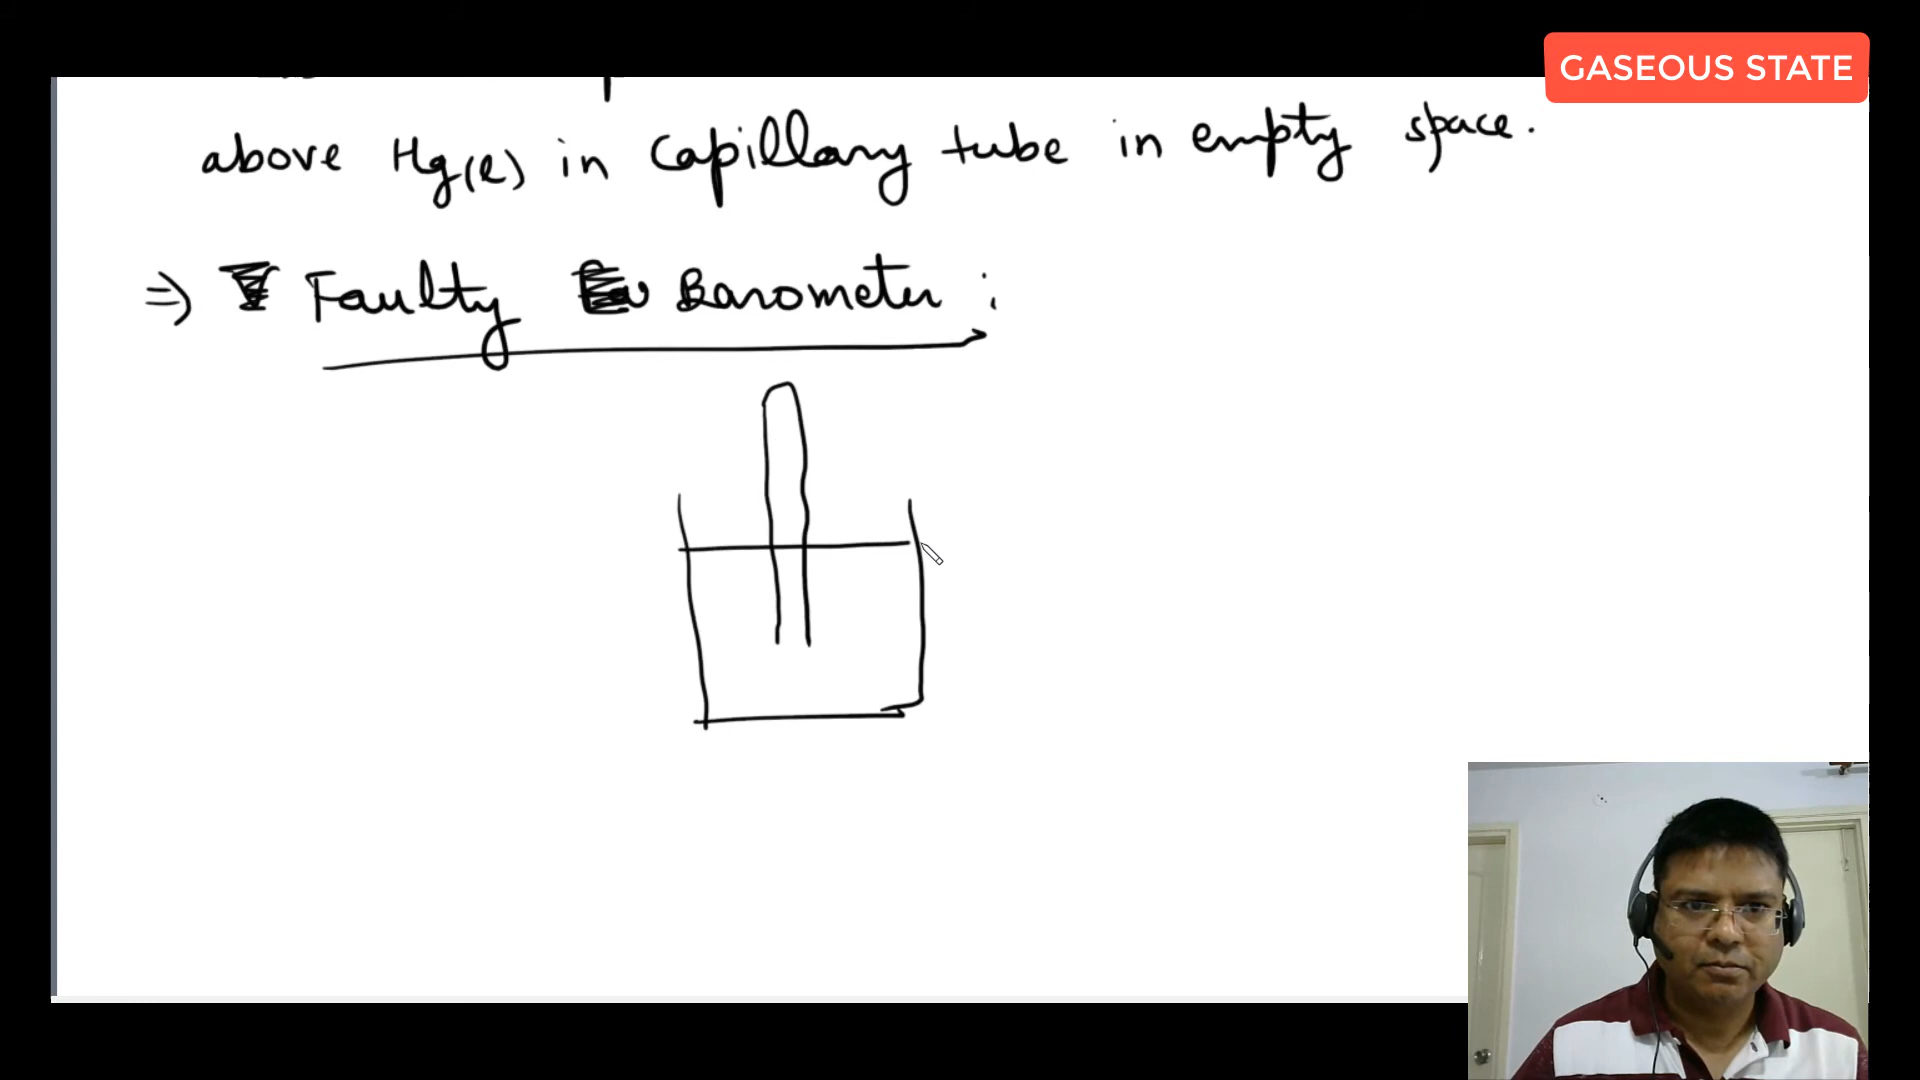 GASEOUS STATE
above Hg(l) in capillary tube in empty space.
⇒ Faulty Barometer :